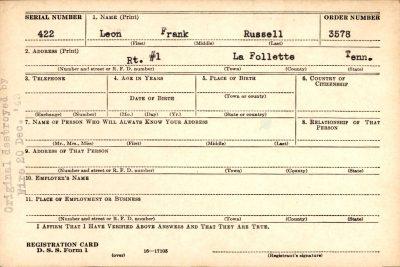 SERIAL NUMBER 1. NAME (Print) ORDER NUMBER
422 Leon Frank Russell 3578
(First) (Middle) (Last)
2. ADDRESS (Print)
Rt. #1 La Follette Tenn.
(Number and street or R. F. D. number) (Town) (County) (State)
3. TELEPHONE 4. AGE IN YEARS 5. PLACE OF BIRTH 6. COUNTRY OF CITIZENSHIP
DATE OF BIRTH (Town or county)
(Exchange) (Number) (Mo.) (Day) (Yr.) (State or country)
7. NAME OF PERSON WHO WILL ALWAYS KNOW YOUR ADDRESS 8. RELATIONSHIP OF THAT PERSON
(Mr., Mrs., Miss) (First) (Middle) (Last)
9. ADDRESS OF THAT PERSON
(Number and street or R. F. D. number) (Town) (County) (State)
10. EMPLOYER'S NAME
11. PLACE OF EMPLOYMENT OR BUSINESS
(Number and street or R. F. D. number) (Town) (County) (State)
I AFFIRM THAT I HAVE VERIFIED ABOVE ANSWERS AND THAT THEY ARE TRUE.
REGISTRATION CARD
D. S. S. Form 1 16—17105
(over) (Registrant's signature)
Original destroyed by
Fire 20 Dec. '43